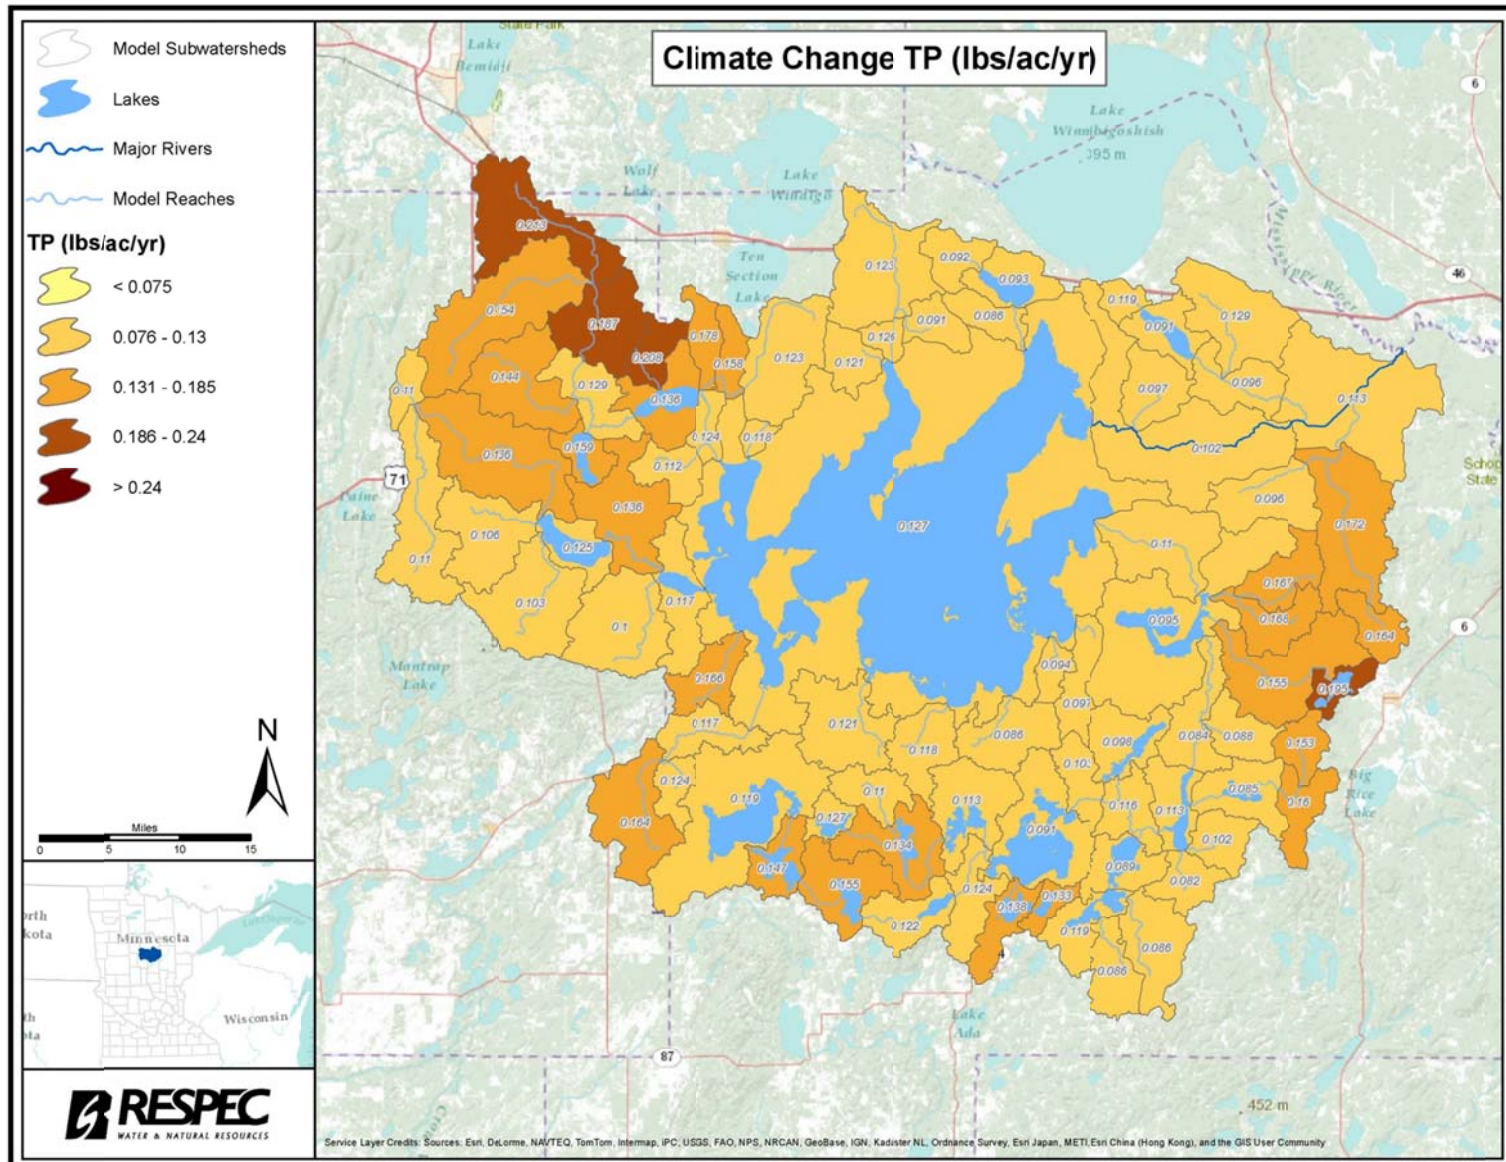 Climate Change TP (lbs/ac/yr)
Model Subwatersheds
Lakes
Major Rivers
Model Reaches
TP (lbs/ac/yr)
< 0.075
0.076 - 0.13
0.131 - 0.185
0.186 - 0.24
> 0.24
N
Miles
0 5 10 15
Minnesota
Wisconsin
RESPEC
WATER & NATURAL RESOURCES
State Park
Lake
Bemidji
Wolf
Lake
Lake
Windigo
Ten
Section
Lake
Lake
Winnibigoshish
Mississippi River
6
46
71
Mantrap
Lake
6
Big
Rice
Lake
Lake
Ada
87
452 m
0.213
0.154
0.187
0.208
0.178
0.158
0.144
0.129
0.136
0.11
0.159
0.124
0.118
0.136
0.112
0.136
0.106
0.125
0.11
0.103
0.1
0.117
0.123
0.092
0.093
0.091
0.086
0.123
0.121
0.119
0.091
0.129
0.097
0.096
0.113
0.102
0.127
0.096
0.172
0.11
0.168
0.164
0.095
0.155
0.195
0.094
0.166
0.117
0.121
0.118
0.086
0.098
0.084
0.088
0.153
0.124
0.119
0.11
0.113
0.116
0.113
0.085
0.16
0.164
0.127
0.134
0.091
0.102
0.147
0.155
0.124
0.089
0.082
0.122
0.138
0.133
0.119
0.086
0.086
Service Layer Credits: Sources: Esri, DeLorme, NAVTEQ, TomTom, Intermap, iPC, USGS, FAO, NPS, NRCAN, GeoBase, IGN, Kadaster NL, Ordnance Survey, Esri Japan, METI, Esri China (Hong Kong), and the GIS User Community